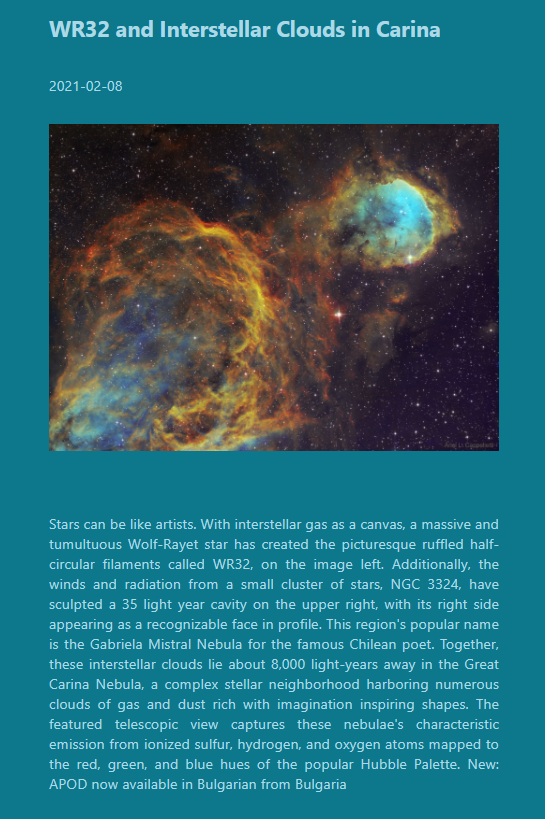 WR32 and Interstellar Clouds in Carina
2021-02-08
Stars can be like artists. With interstellar gas as a canvas, a massive and
tumultuous Wolf-Rayet star has created the picturesque ruffled half-
circular filaments called WR32, on the image left. Additionally, the
winds and radiation from a small cluster of stars, NGC 3324, have
sculpted a 35 light year cavity on the upper right, with its right side
appearing as a recognizable face in profile. This region's popular name
is the Gabriela Mistral Nebula for the famous Chilean poet. Together,
these interstellar clouds lie about 8,000 light-years away in the Great
Carina Nebula, a complex stellar neighborhood harboring numerous
clouds of gas and dust rich with imagination inspiring shapes. The
featured telescopic view captures these nebulae's characteristic
emission from ionized sulfur, hydrogen, and oxygen atoms mapped to
the red, green, and blue hues of the popular Hubble Palette. New:
APOD now available in Bulgarian from Bulgaria